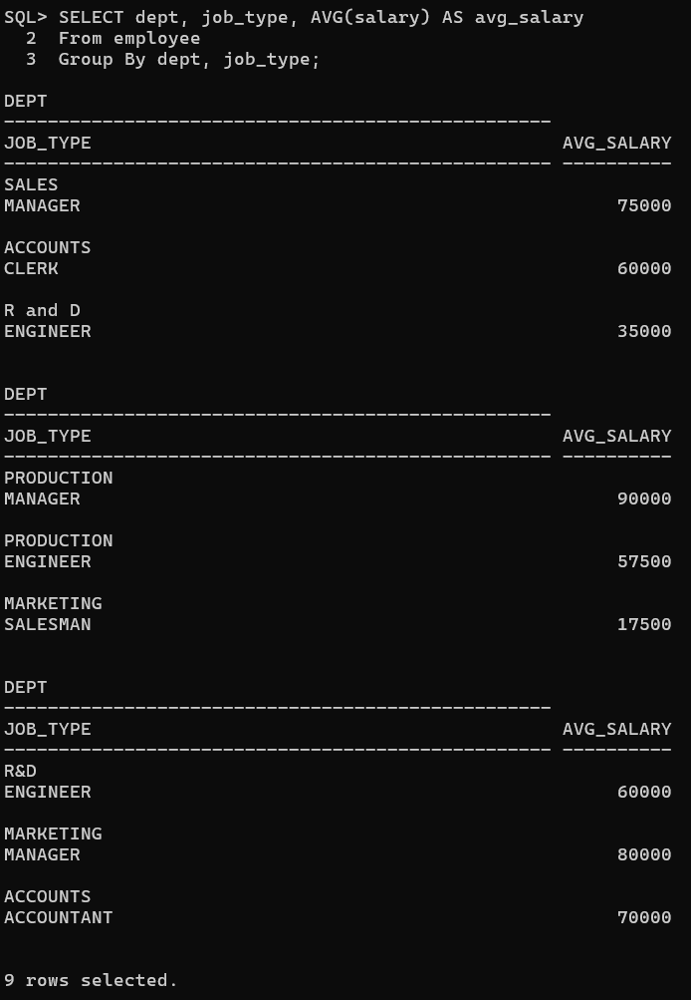 SQL> SELECT dept, job_type, AVG(salary) AS avg_salary
  2  From employee
  3  Group By dept, job_type;

DEPT
--------------------------------------------------
JOB_TYPE                                           AVG_SALARY
-------------------------------------------------- ----------
SALES
MANAGER                                                 75000

ACCOUNTS
CLERK                                                   60000

R and D
ENGINEER                                                35000


DEPT
--------------------------------------------------
JOB_TYPE                                           AVG_SALARY
-------------------------------------------------- ----------
PRODUCTION
MANAGER                                                 90000

PRODUCTION
ENGINEER                                                57500

MARKETING
SALESMAN                                                17500


DEPT
--------------------------------------------------
JOB_TYPE                                           AVG_SALARY
-------------------------------------------------- ----------
R&D
ENGINEER                                                60000

MARKETING
MANAGER                                                 80000

ACCOUNTS
ACCOUNTANT                                              70000


9 rows selected.